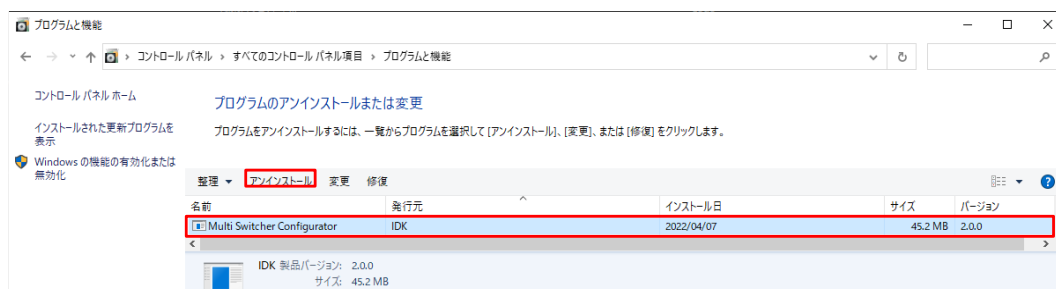 プログラムと機能
コントロール パネル › すべてのコントロール パネル項目 › プログラムと機能
コントロール パネル ホーム
インストールされた更新プログラムを
表示
Windows の機能の有効化または
無効化
プログラムのアンインストールまたは変更
プログラムをアンインストールするには、一覧からプログラムを選択して [アンインストール]、[変更]、または [修復] をクリックします。
整理 アンインストール 変更 修復
名前 発行元 インストール日 サイズ バージョン
Multi Switcher Configurator IDK 2022/04/07 45.2 MB 2.0.0
IDK 製品バージョン: 2.0.0
サイズ: 45.2 MB